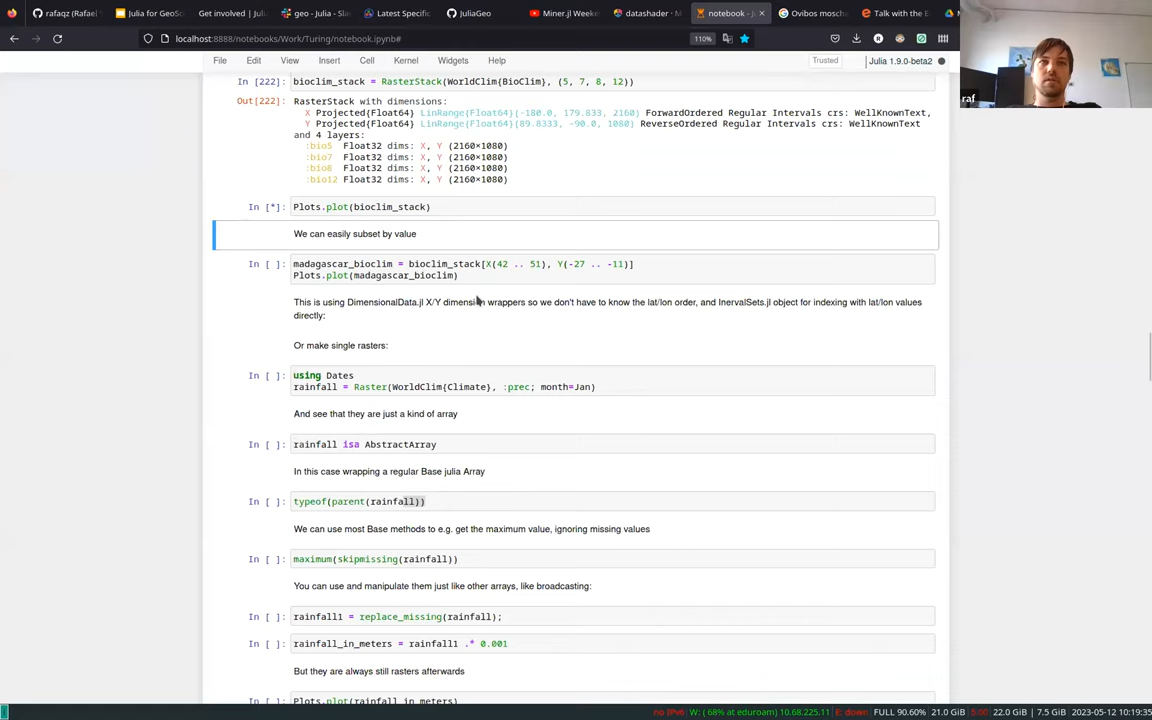 rafaqz (Rafael
Julia for GeoSc
Get involved | Ju
geo - Julia - Sla
Latest Specific
JuliaGeo
Miner.jl Weeke
datashader · M
notebook - J
Ovibos mosch
Talk with the E
M
localhost:8888/notebooks/Work/Turing/notebook.ipynb#
110%
File Edit View Insert Cell Kernel Widgets Help
Trusted
Julia 1.9.0-beta2
raf
In [222]: bioclim_stack = RasterStack(WorldClim{BioClim}, (5, 7, 8, 12))
Out[222]: RasterStack with dimensions:
X Projected{Float64} LinRange{Float64}(-180.0, 179.833, 2160) ForwardOrdered Regular Intervals crs: WellKnownText,
Y Projected{Float64} LinRange{Float64}(89.8333, -90.0, 1080) ReverseOrdered Regular Intervals crs: WellKnownText
and 4 layers:
:bio5 Float32 dims: X, Y (2160×1080)
:bio7 Float32 dims: X, Y (2160×1080)
:bio8 Float32 dims: X, Y (2160×1080)
:bio12 Float32 dims: X, Y (2160×1080)
In [*]: Plots.plot(bioclim_stack)
We can easily subset by value
In [ ]: madagascar_bioclim = bioclim_stack[X(42 .. 51), Y(-27 .. -11)]
Plots.plot(madagascar_bioclim)
This is using DimensionalData.jl X/Y dimension wrappers so we don't have to know the lat/lon order, and InervalSets.jl object for indexing with lat/lon values
directly:
Or make single rasters:
In [ ]: using Dates
rainfall = Raster(WorldClim{Climate}, :prec; month=Jan)
And see that they are just a kind of array
In [ ]: rainfall isa AbstractArray
In this case wrapping a regular Base julia Array
In [ ]: typeof(parent(rainfall))
We can use most Base methods to e.g. get the maximum value, ignoring missing values
In [ ]: maximum(skipmissing(rainfall))
You can use and manipulate them just like other arrays, like broadcasting:
In [ ]: rainfall1 = replace_missing(rainfall);
In [ ]: rainfall_in_meters = rainfall1 .* 0.001
But they are always still rasters afterwards
In [ ]: Plots.plot(rainfall_in_meters)
no IPv6 W: ( 68% at eduroam) 10.68.225.11 E: down FULL 90.60% 21.0 GiB 5.00 22.0 GiB 7.5 GiB 2023-05-12 10:19:35